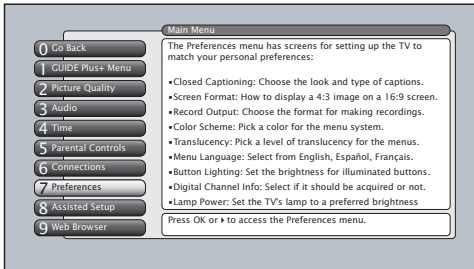 Main Menu
0 Go Back
1 GUIDE Plus+ Menu
2 Picture Quality
3 Audio
4 Time
5 Parental Controls
6 Connections
7 Preferences
8 Assisted Setup
9 Web Browser
The Preferences menu has screens for setting up the TV to
match your personal preferences:
▪Closed Captioning: Choose the look and type of captions.
▪Screen Format: How to display a 4:3 image on a 16:9 screen.
▪Record Output: Choose the format for making recordings.
▪Color Scheme: Pick a color for the menu system.
▪Translucency: Pick a level of translucency for the menus.
▪Menu Language: Select from English, Español, Français.
▪Button Lighting: Set the brightness for illuminated buttons.
▪Digital Channel Info: Select if it should be acquired or not.
▪Lamp Power: Set the TV's lamp to a preferred brightness
Press OK or ▸ to access the Preferences menu.